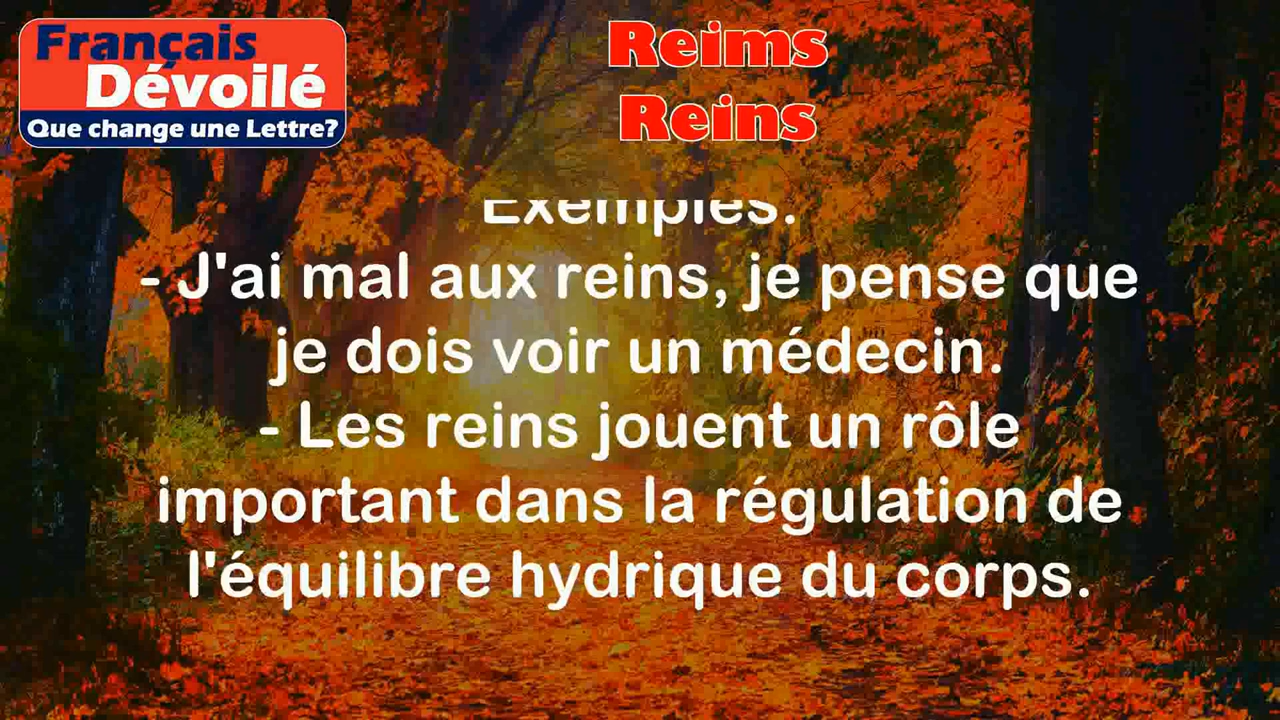 Français
Dévoilé
Que change une Lettre?
Reims
Reins
Exemples:
- J'ai mal aux reins, je pense que
je dois voir un médecin.
- Les reins jouent un rôle
important dans la régulation de
l'équilibre hydrique du corps.